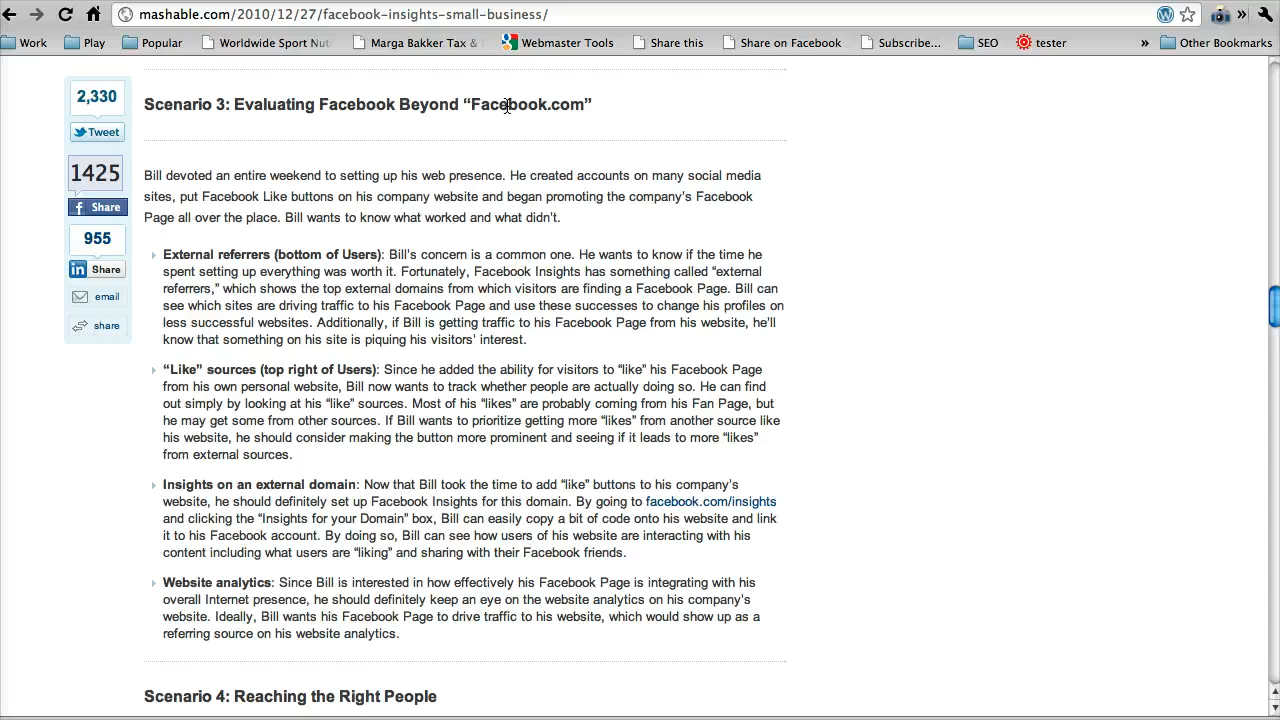 mashable.com/2010/12/27/facebook-insights-small-business/
Work Play Popular Worldwide Sport Nut Marga Bakker Tax & Webmaster Tools Share this Share on Facebook Subscribe... SEO tester » Other Bookmarks
2,330
Tweet
1425
Share
955
in Share
email
share
Scenario 3: Evaluating Facebook Beyond “Facebook.com”
Bill devoted an entire weekend to setting up his web presence. He created accounts on many social media
sites, put Facebook Like buttons on his company website and began promoting the company's Facebook
Page all over the place. Bill wants to know what worked and what didn't.
External referrers (bottom of Users): Bill's concern is a common one. He wants to know if the time he
spent setting up everything was worth it. Fortunately, Facebook Insights has something called “external
referrers,” which shows the top external domains from which visitors are finding a Facebook Page. Bill can
see which sites are driving traffic to his Facebook Page and use these successes to change his profiles on
less successful websites. Additionally, if Bill is getting traffic to his Facebook Page from his website, he'll
know that something on his site is piquing his visitors' interest.
“Like” sources (top right of Users): Since he added the ability for visitors to “like” his Facebook Page
from his own personal website, Bill now wants to track whether people are actually doing so. He can find
out simply by looking at his “like” sources. Most of his “likes” are probably coming from his Fan Page, but
he may get some from other sources. If Bill wants to prioritize getting more “likes” from another source like
his website, he should consider making the button more prominent and seeing if it leads to more “likes”
from external sources.
Insights on an external domain: Now that Bill took the time to add “like” buttons to his company's
website, he should definitely set up Facebook Insights for this domain. By going to facebook.com/insights
and clicking the “Insights for your Domain” box, Bill can easily copy a bit of code onto his website and link
it to his Facebook account. By doing so, Bill can see how users of his website are interacting with his
content including what users are “liking” and sharing with their Facebook friends.
Website analytics: Since Bill is interested in how effectively his Facebook Page is integrating with his
overall Internet presence, he should definitely keep an eye on the website analytics on his company's
website. Ideally, Bill wants his Facebook Page to drive traffic to his website, which would show up as a
referring source on his website analytics.
Scenario 4: Reaching the Right People